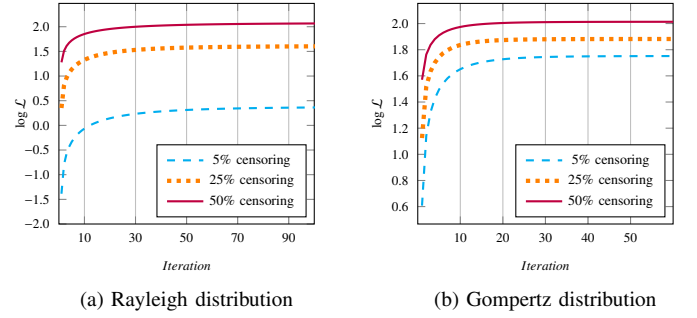 log ℒ
2.0
1.5
1.0
0.5
0.0
−0.5
−1.0
−1.5
−2.0
10
30
50
70
90
Iteration
5% censoring
25% censoring
50% censoring
(a) Rayleigh distribution
log ℒ
2.0
1.8
1.6
1.4
1.2
1.0
0.8
0.6
10
20
30
40
50
Iteration
5% censoring
25% censoring
50% censoring
(b) Gompertz distribution